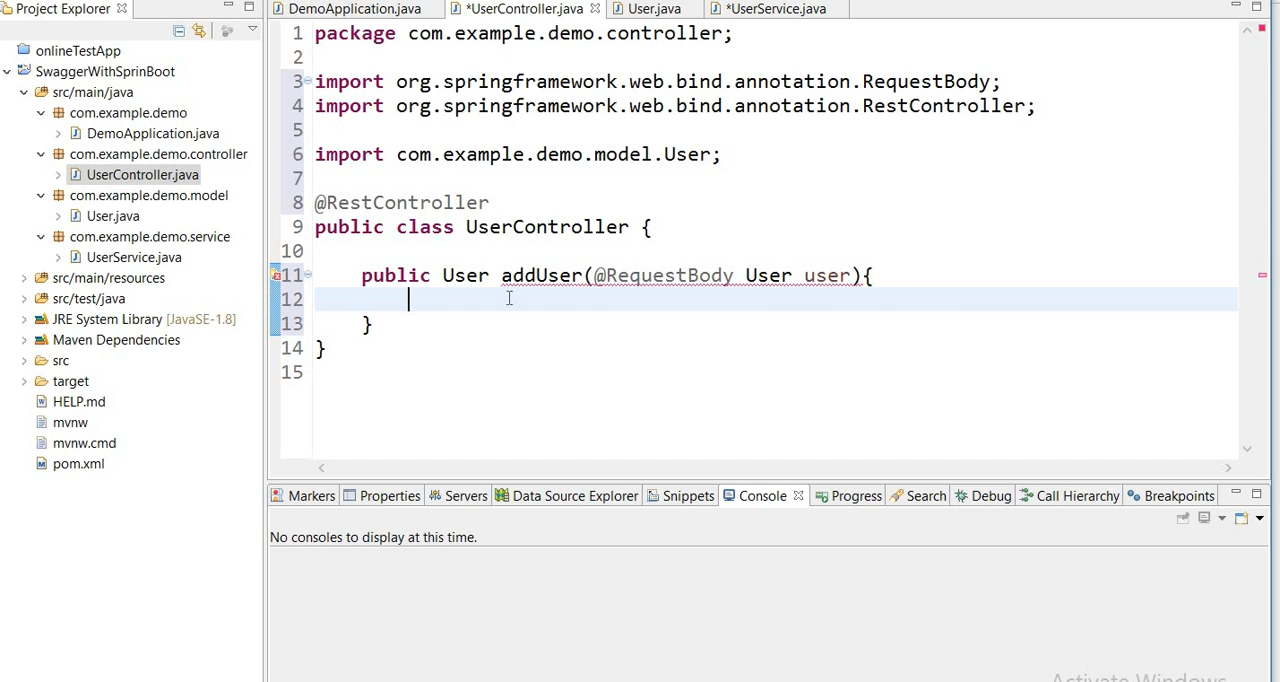 Project Explorer
onlineTestApp
SwaggerWithSprinBoot
src/main/java
com.example.demo
DemoApplication.java
com.example.demo.controller
UserController.java
com.example.demo.model
User.java
com.example.demo.service
UserService.java
src/main/resources
src/test/java
JRE System Library [JavaSE-1.8]
Maven Dependencies
src
target
HELP.md
mvnw
mvnw.cmd
pom.xml
DemoApplication.java *UserController.java User.java *UserService.java
1 package com.example.demo.controller;
2
3 import org.springframework.web.bind.annotation.RequestBody;
4 import org.springframework.web.bind.annotation.RestController;
5
6 import com.example.demo.model.User;
7
8 @RestController
9 public class UserController {
10
11 public User addUser(@RequestBody User user){
12
13 }
14 }
15
Market Properties Servers Data Source Explorer Snippets Console Progress Search Debug Call Hierarchy Breakpoints
No consoles to display at this time.
Activate Windows